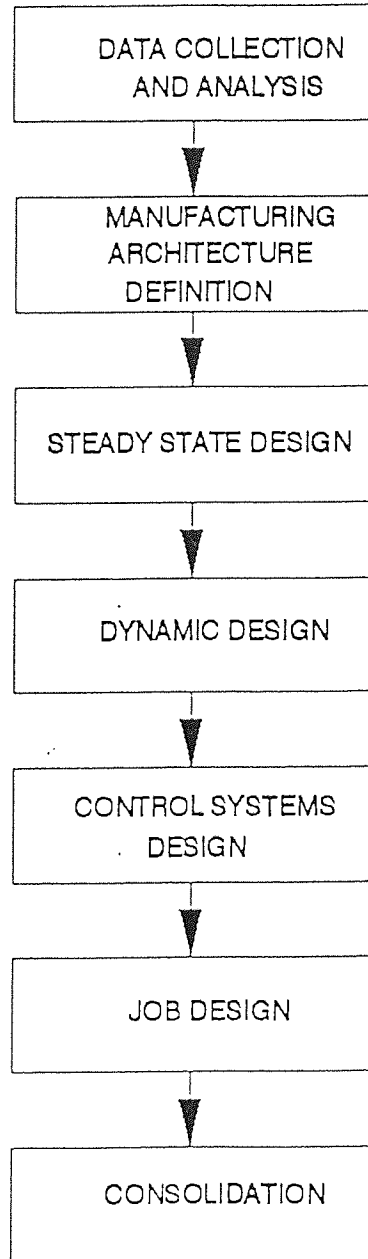 DATA COLLECTION
AND ANALYSIS
MANUFACTURING
ARCHITECTURE
DEFINITION
STEADY STATE DESIGN
DYNAMIC DESIGN
CONTROL SYSTEMS
DESIGN
JOB DESIGN
CONSOLIDATION